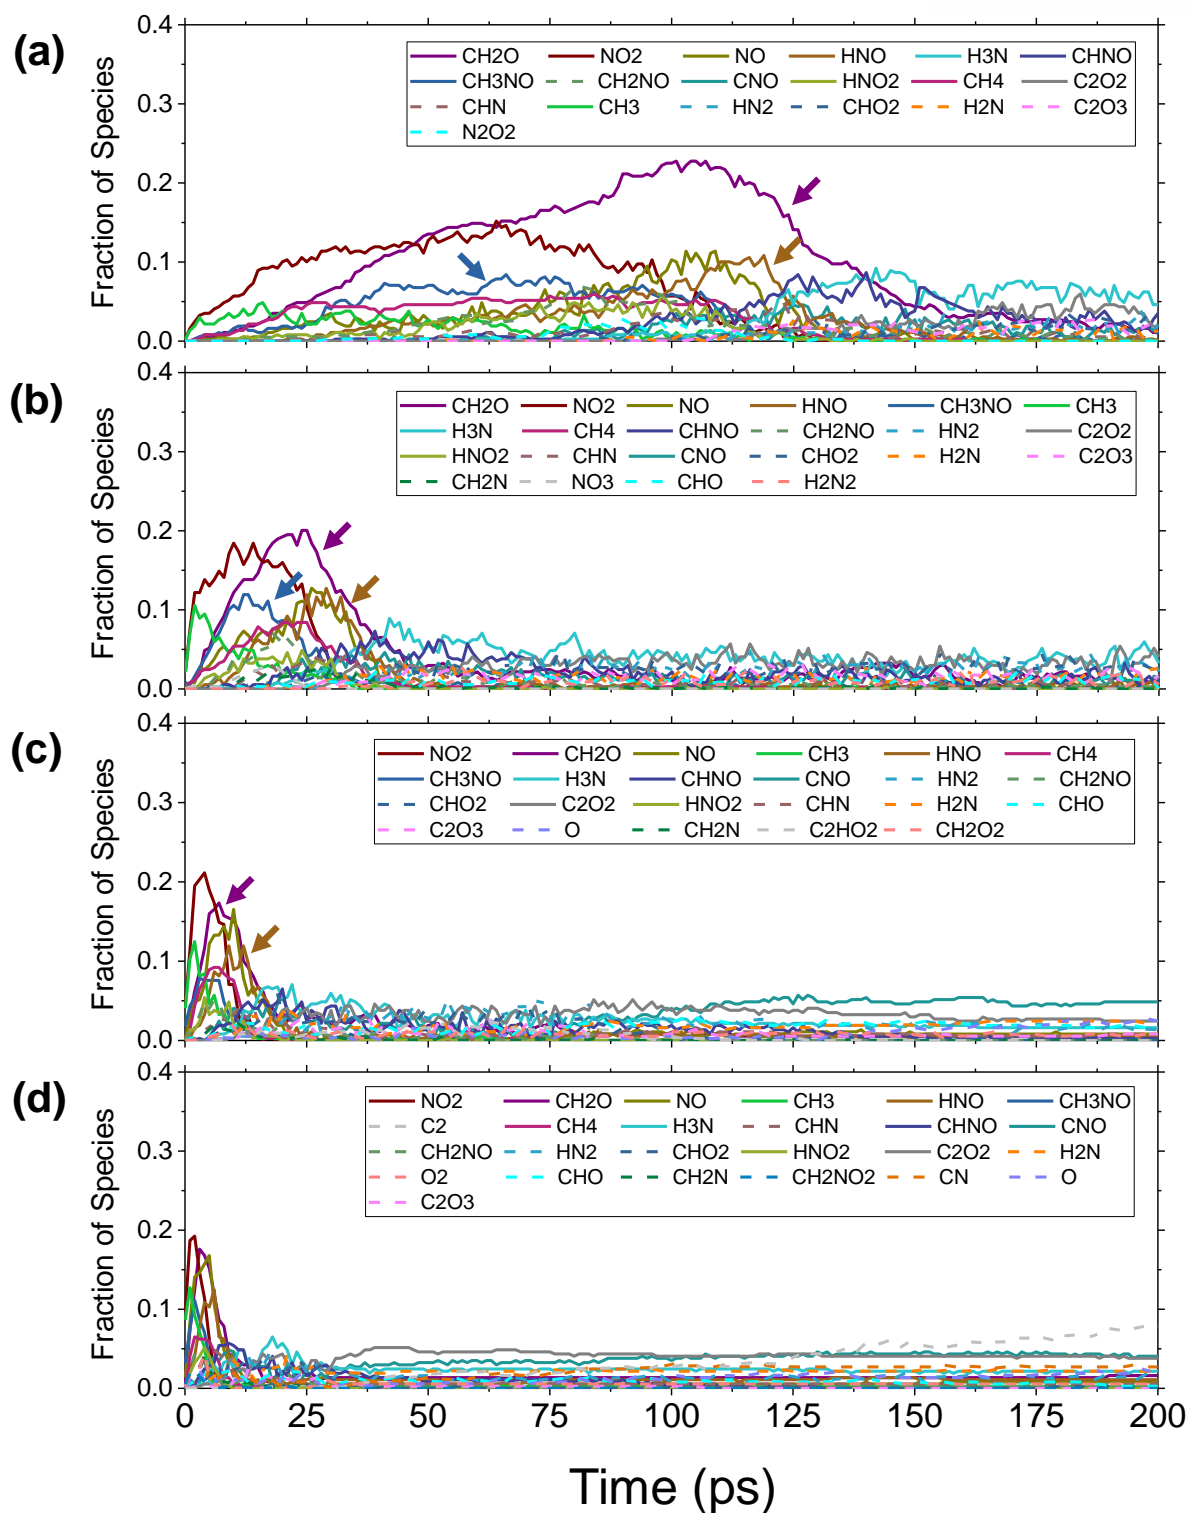 (a)
Fraction of Species
0.4
0.3
0.2
0.1
0.0
CH2O NO2 NO HNO H3N CHNO
CH3NO CH2NO CNO HNO2 CH4 C2O2
CHN CH3 HN2 CHO2 H2N C2O3
N2O2
(b)
Fraction of Species
0.4
0.3
0.2
0.1
0.0
CH2O NO2 NO HNO CH3NO CH3
H3N CH4 CHNO CH2NO HN2 C2O2
HNO2 CHN CNO CHO2 H2N C2O3
CH2N NO3 CHO H2N2
(c)
Fraction of Species
0.4
0.3
0.2
0.1
0.0
NO2 CH2O NO CH3 HNO CH4
CH3NO H3N CHNO CNO HN2 CH2NO
CHO2 C2O2 HNO2 CHN H2N CHO
C2O3 O CH2N C2HO2 CH2O2
(d)
Fraction of Species
0.4
0.3
0.2
0.1
0.0
NO2 CH2O NO CH3 HNO CH3NO
C2 CH4 H3N CHN CHNO CNO
CH2NO HN2 CHO2 HNO2 C2O2 H2N
O2 CHO CH2N CH2NO2 CN O
C2O3
0 25 50 75 100 125 150 175 200
Time (ps)